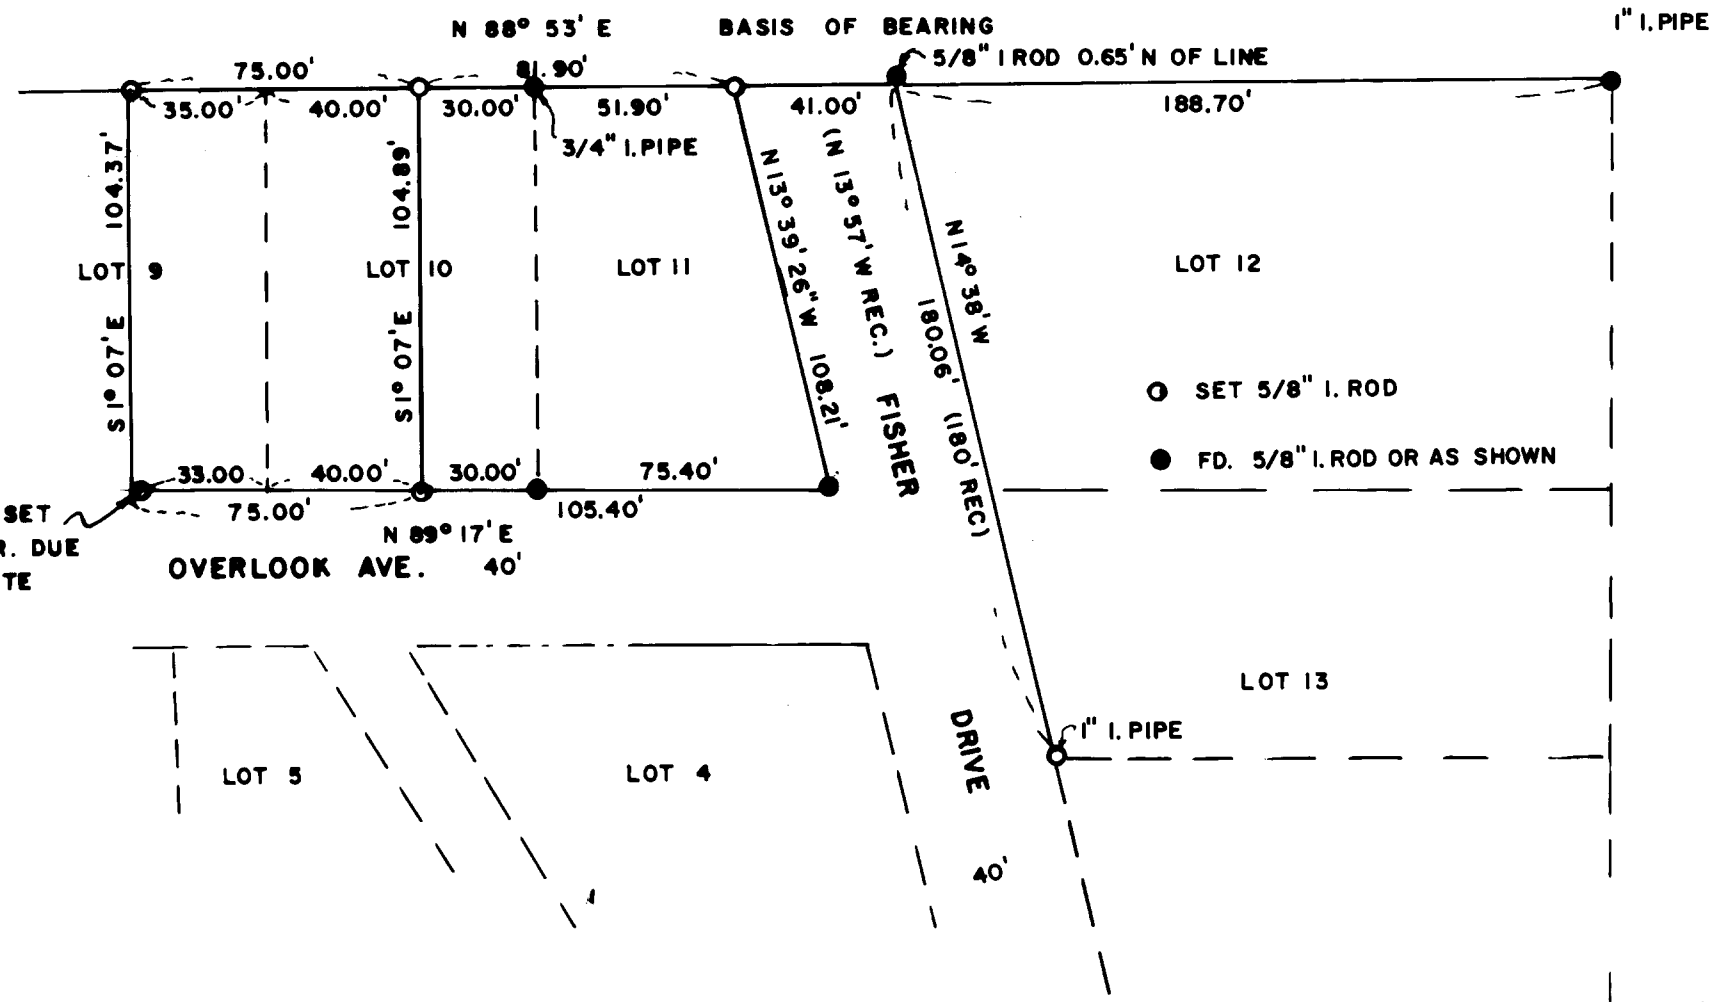 N 88° 53' E
BASIS OF BEARING
1" I. PIPE
5/8" I ROD 0.65' N OF LINE
75.00'
81.90'
35.00'
40.00'
30.00'
51.90'
41.00'
188.70'
3/4" I. PIPE
104.37'
104.89'
N 13° 39' 26" W 108.21'
(N 13° 57' W REC.)
N 14° 38' W
180.06' (180' REC)
LOT 9
LOT 10
LOT 11
LOT 12
S 1° 07' E
S 1° 07' E
SET 5/8" I. ROD
FD. 5/8" I. ROD OR AS SHOWN
FISHER
33.00
40.00'
30.00'
75.40'
75.00'
105.40'
SET
R. DUE
TE
N 89° 17' E
OVERLOOK AVE. 40'
LOT 13
DRIVE
1" I. PIPE
LOT 5
LOT 4
40'